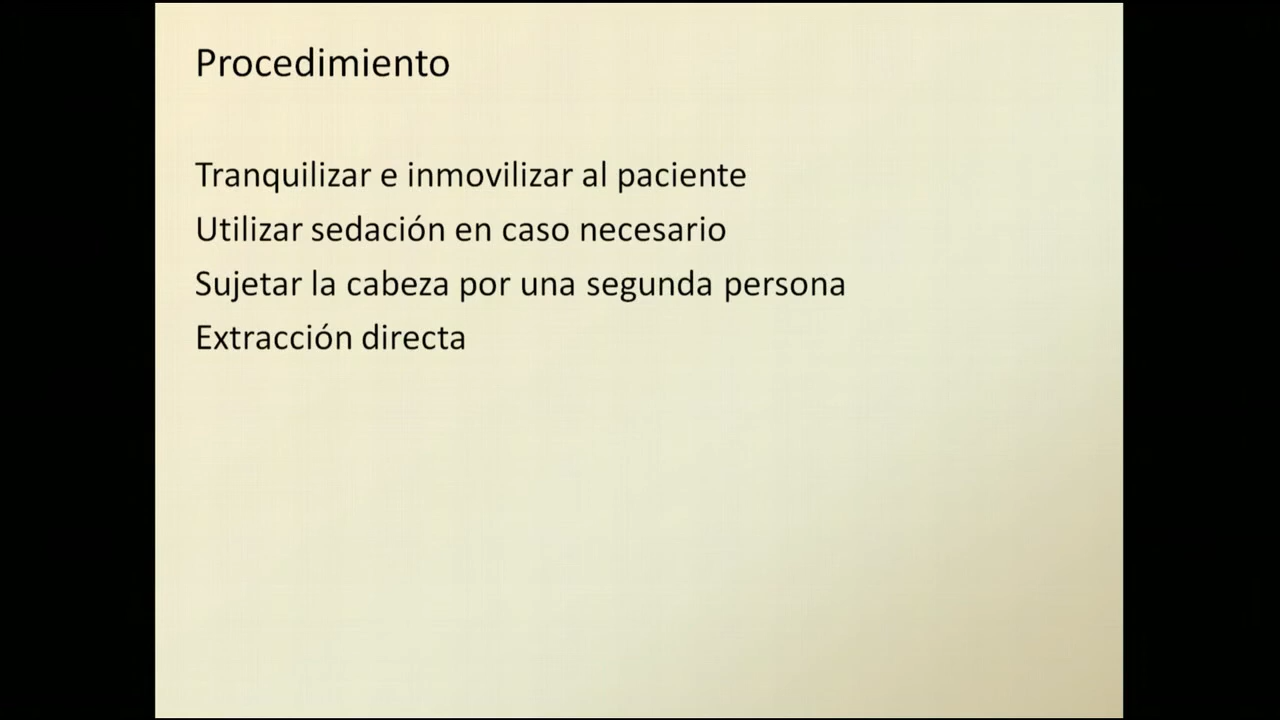 Procedimiento
Tranquilizar e inmovilizar al paciente
Utilizar sedación en caso necesario
Sujetar la cabeza por una segunda persona
Extracción directa